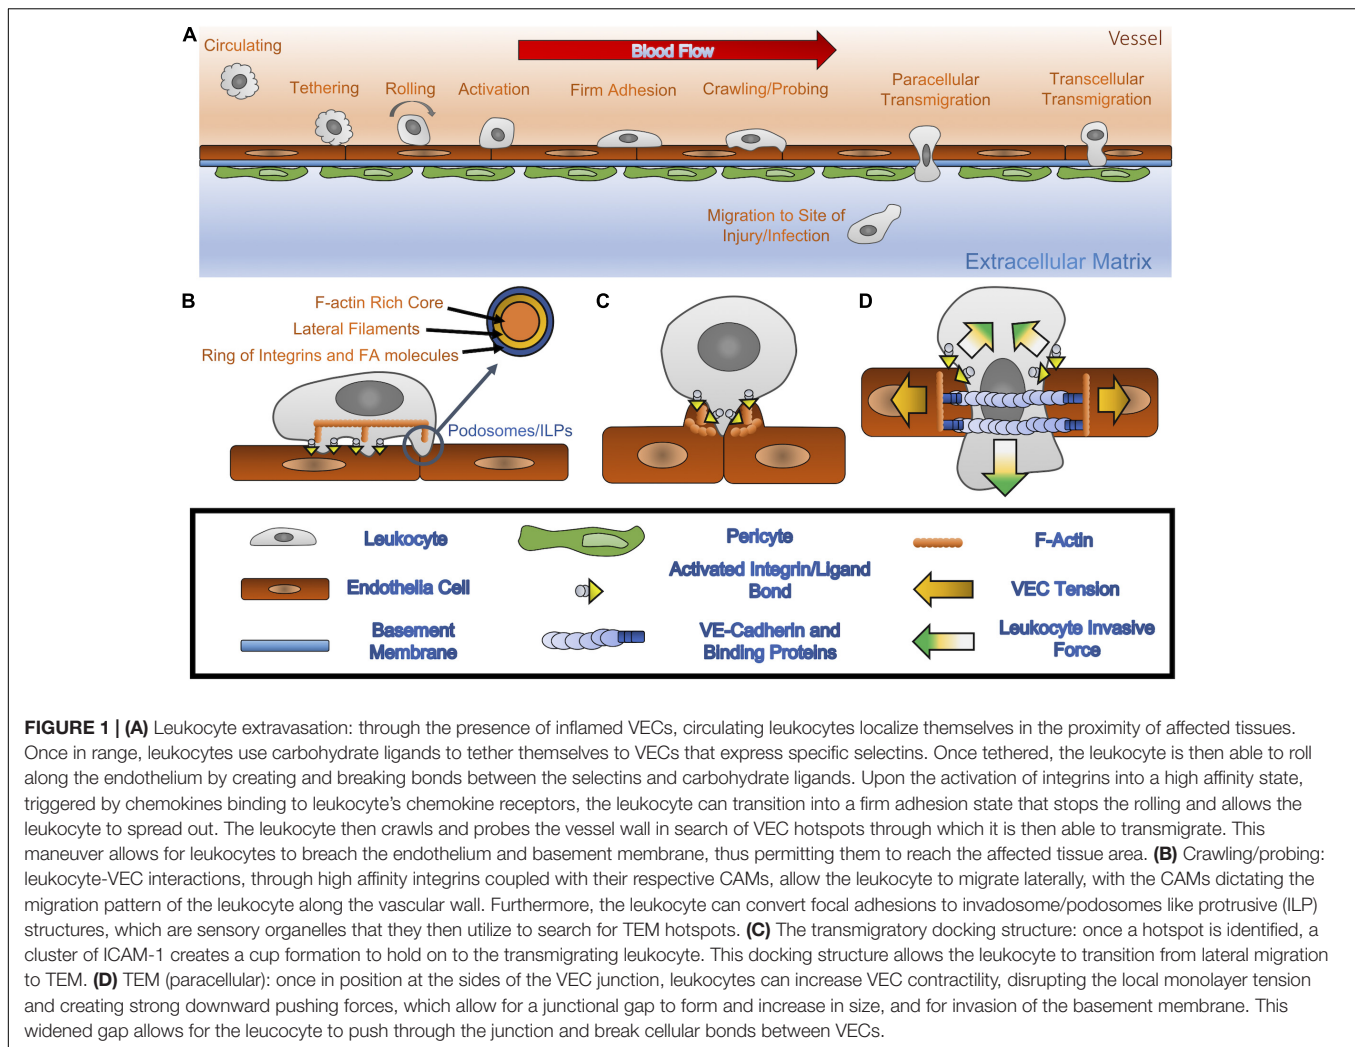 A
Circulating
Blood Flow
Vessel
Tethering
Rolling
Activation
Firm Adhesion
Crawling/Probing
Paracellular
Transmigration
Transcellular
Transmigration
Migration to Site of
Injury/Infection
Extracellular Matrix
B
F-actin Rich Core
Lateral Filaments
Ring of Integrins and FA molecules
Podosomes/ILPs
C
D
Leukocyte
Pericyte
F-Actin
Endothelia Cell
Activated Integrin/Ligand
Bond
VEC Tension
Basement
Membrane
VE-Cadherin and
Binding Proteins
Leukocyte Invasive
Force
FIGURE 1 | (A) Leukocyte extravasation: through the presence of inflamed VECs, circulating leukocytes localize themselves in the proximity of affected tissues.
Once in range, leukocytes use carbohydrate ligands to tether themselves to VECs that express specific selectins. Once tethered, the leukocyte is then able to roll
along the endothelium by creating and breaking bonds between the selectins and carbohydrate ligands. Upon the activation of integrins into a high affinity state,
triggered by chemokines binding to leukocyte's chemokine receptors, the leukocyte can transition into a firm adhesion state that stops the rolling and allows the
leukocyte to spread out. The leukocyte then crawls and probes the vessel wall in search of VEC hotspots through which it is then able to transmigrate. This
maneuver allows for leukocytes to breach the endothelium and basement membrane, thus permitting them to reach the affected tissue area. (B) Crawling/probing:
leukocyte-VEC interactions, through high affinity integrins coupled with their respective CAMs, allow the leukocyte to migrate laterally, with the CAMs dictating the
migration pattern of the leukocyte along the vascular wall. Furthermore, the leukocyte can convert focal adhesions to invadosome/podosomes like protrusive (ILP)
structures, which are sensory organelles that they then utilize to search for TEM hotspots. (C) The transmigratory docking structure: once a hotspot is identified, a
cluster of ICAM-1 creates a cup formation to hold on to the transmigrating leukocyte. This docking structure allows the leukocyte to transition from lateral migration
to TEM. (D) TEM (paracellular): once in position at the sides of the VEC junction, leukocytes can increase VEC contractility, disrupting the local monolayer tension
and creating strong downward pushing forces, which allow for a junctional gap to form and increase in size, and for invasion of the basement membrane. This
widened gap allows for the leucocyte to push through the junction and break cellular bonds between VECs.